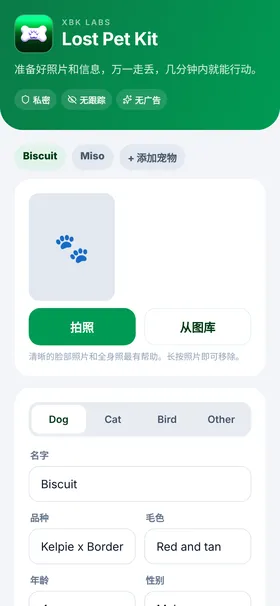 XBK LABS
Lost Pet Kit
准备好照片和信息，万一走丢，几分钟内就能行动。
私密 无跟踪 无广告
Biscuit Miso + 添加宠物
拍照 从图库
清晰的脸部照片和全身照最有帮助。长按照片即可移除。
Dog Cat Bird Other
名字
Biscuit
品种 毛色
Kelpie x Border Red and tan
年龄 性别